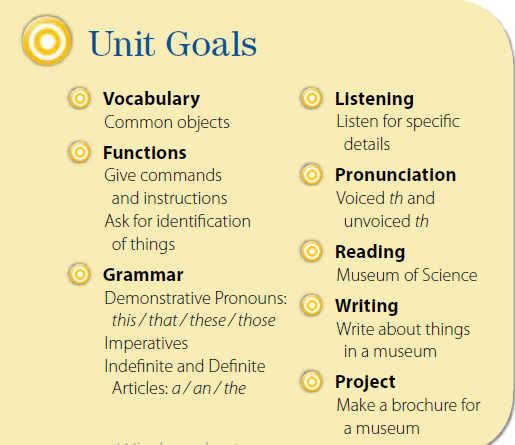 Unit Goals
Vocabulary
Common objects
Functions
Give commands
and instructions
Ask for identification
of things
Grammar
Demonstrative Pronouns:
this / that / these / those
Imperatives
Indefinite and Definite
Articles: a / an / the
Listening
Listen for specific
details
Pronunciation
Voiced th and
unvoiced th
Reading
Museum of Science
Writing
Write about things
in a museum
Project
Make a brochure for
a museum